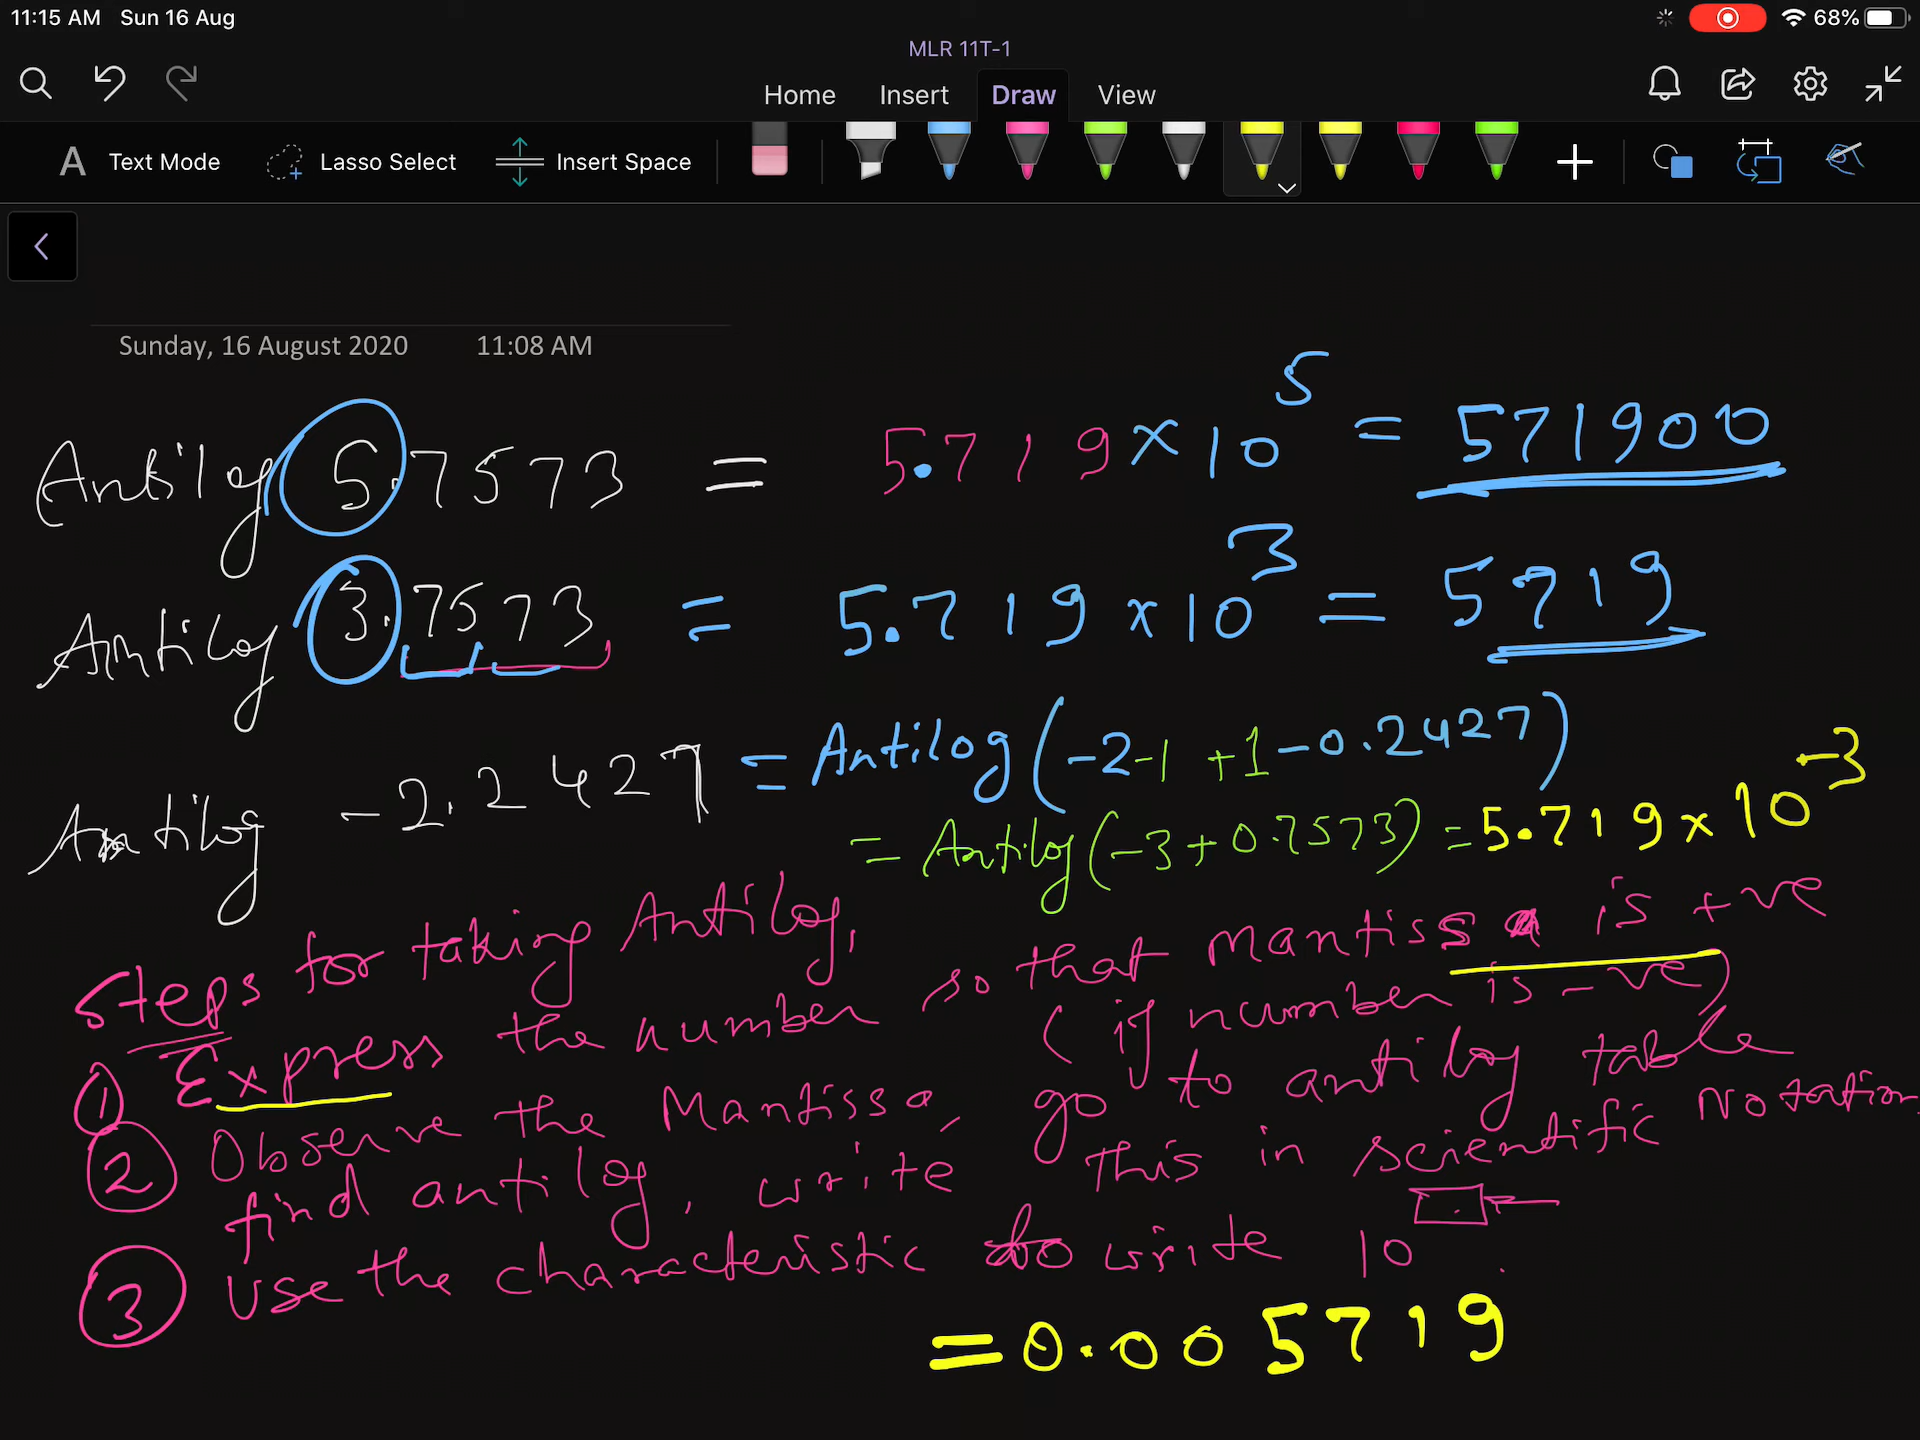 11:15 AM Sun 16 Aug 68%
MLR 11T-1
Home Insert Draw View
A Text Mode Lasso Select Insert Space
Sunday, 16 August 2020 11:08 AM
Antilog 5.7573 = 5.719 × 10^5 = 571900
Antilog 3.7573 = 5.719 × 10^3 = 5719
Antilog -2.2427 = Antilog (-2-1 +1-0.2427)
= Antilog (-3+0.7573) = 5.719 × 10^-3
Steps for taking Antilog,
① Express the number so that mantissa is +ve
(if number is -ve)
② Observe the Mantissa, go to antilog table
find antilog, write this in scientific Notation
③ Use the characteristic to write 10
= 0.005719